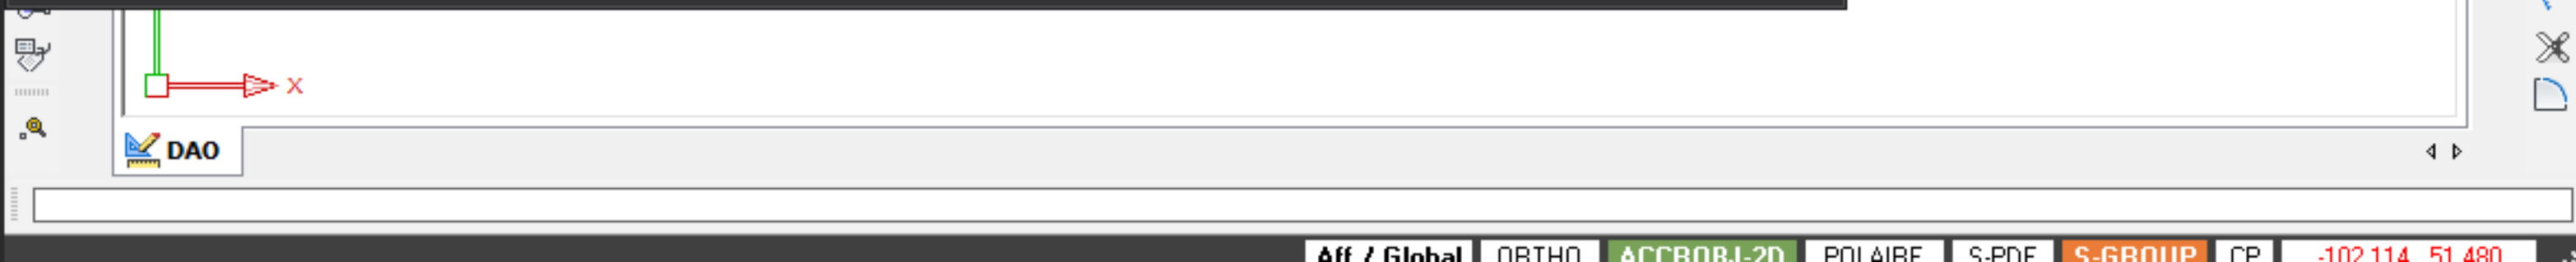 X
DAO
Aff / Global ORTHO ACCROBJ-2D POLAIRE S-PDF S-GROUP CP -102.114 51.480